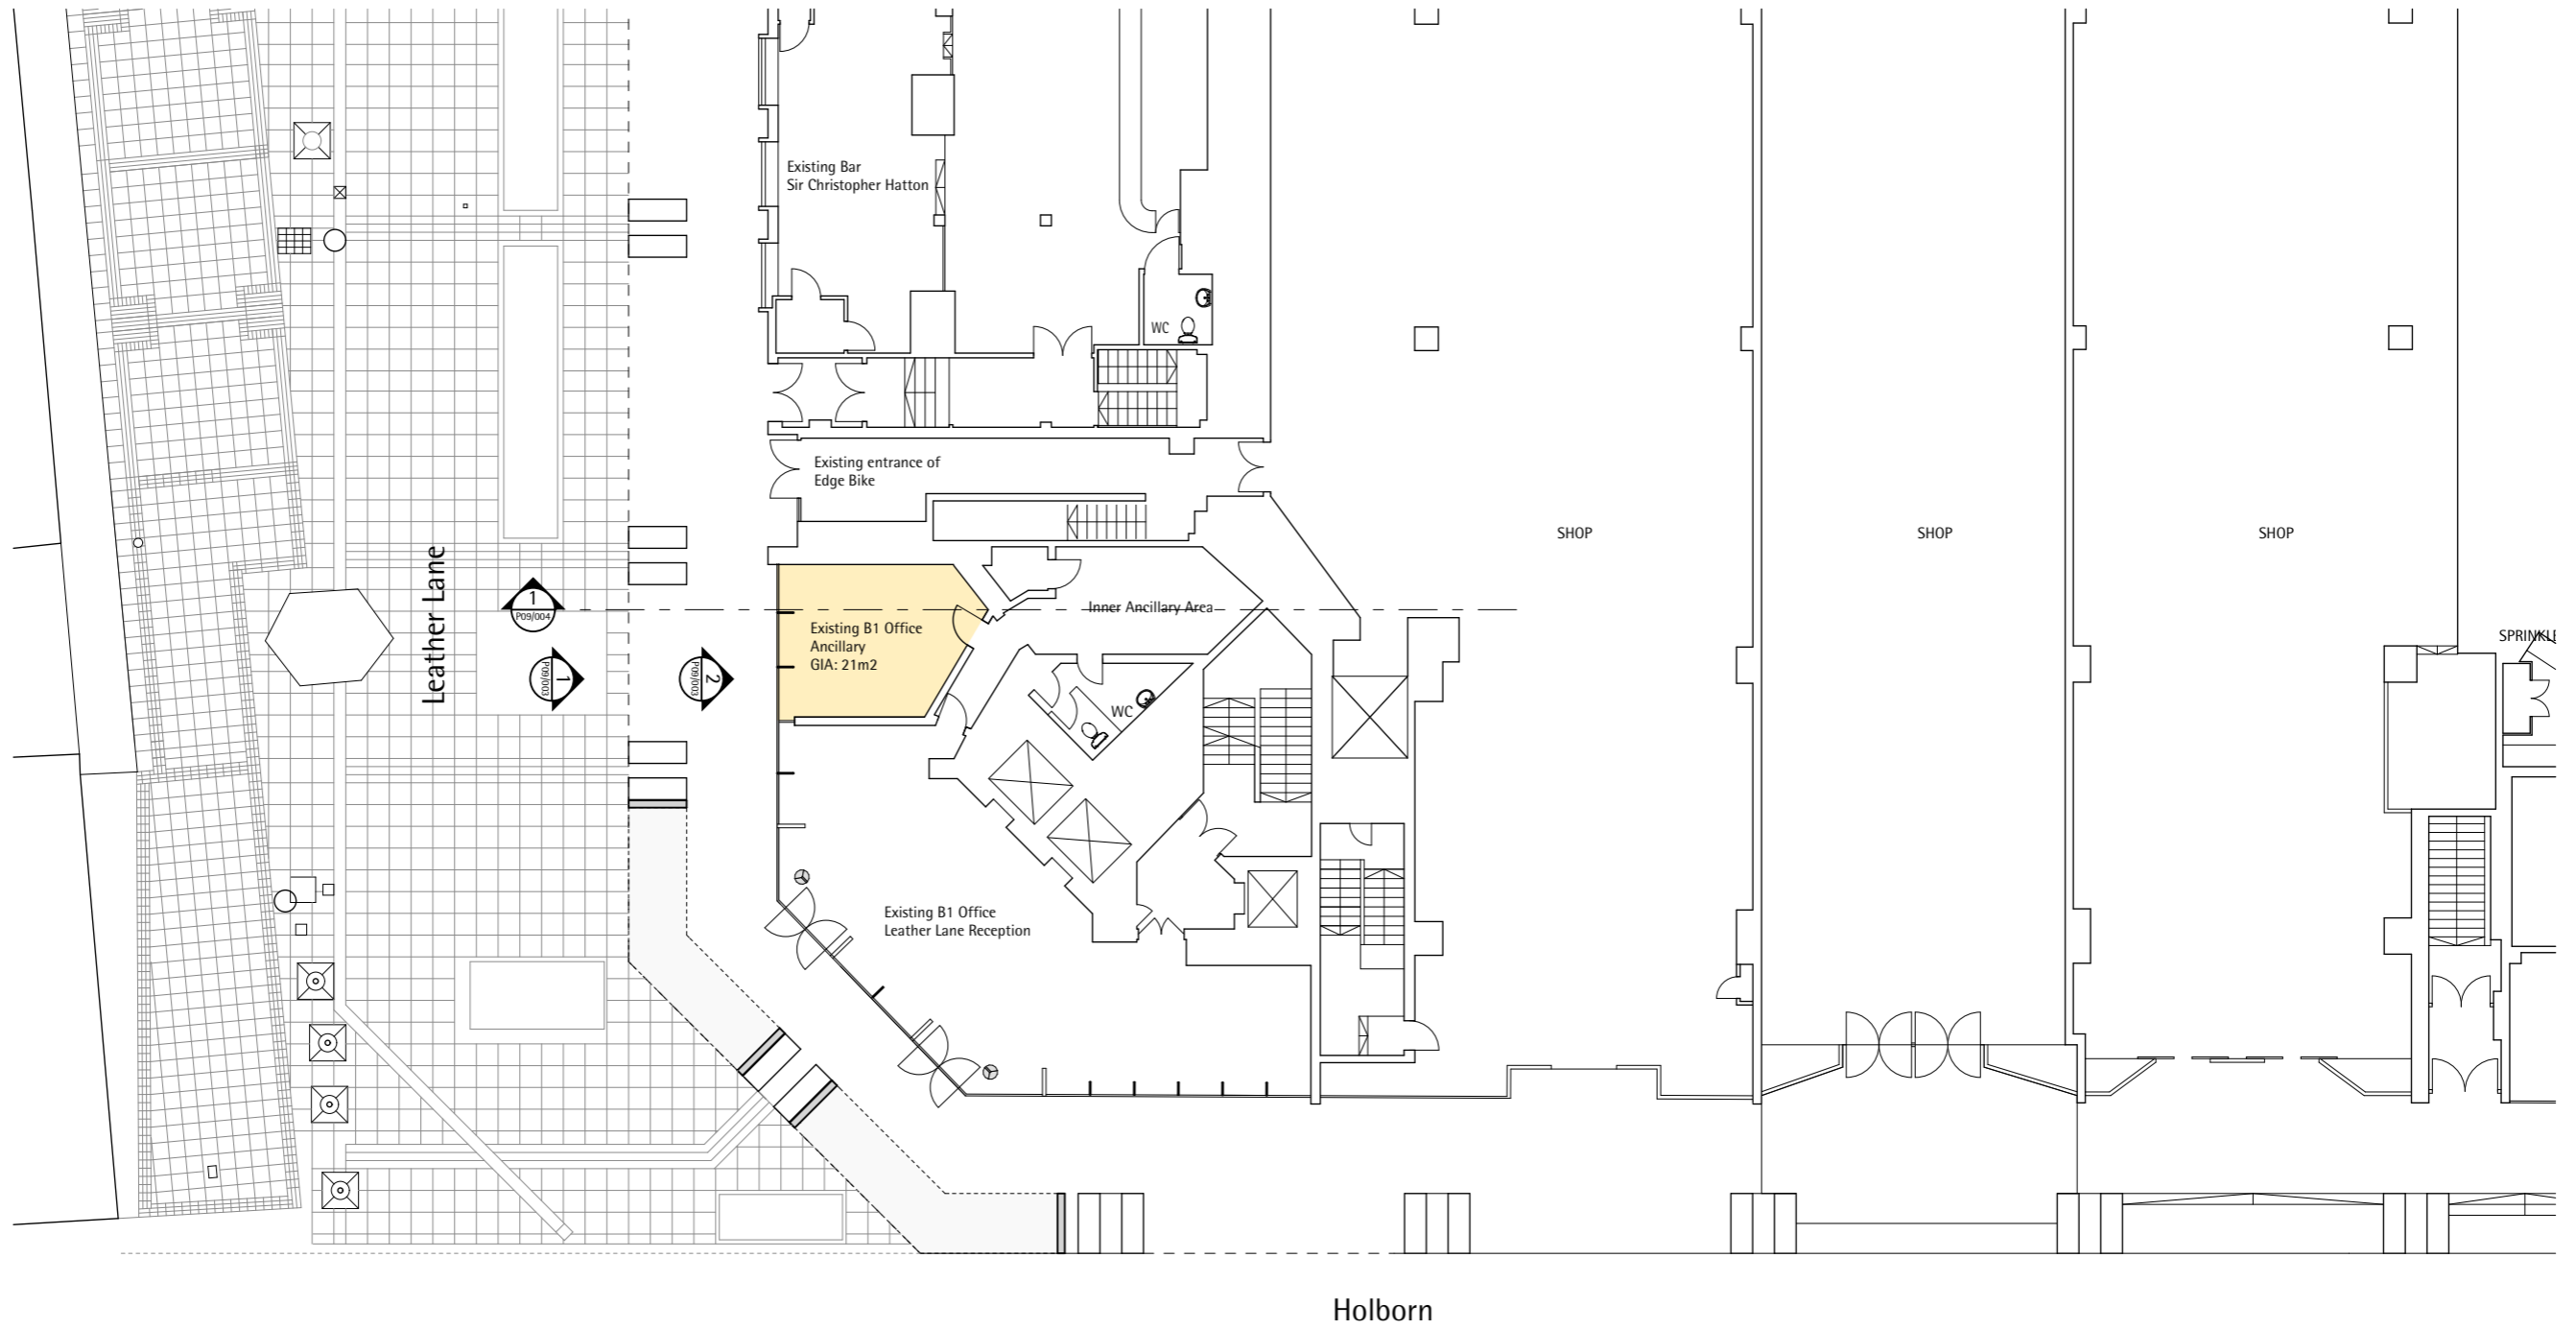 Existing Bar
Sir Christopher Hatton
WC
Existing entrance of
Edge Bike
SHOP
SHOP
SHOP
Leather Lane
1
P09/004
Inner Ancillary Area
Existing B1 Office
Ancillary
GIA: 21m2
1
P09/003
2
P09/003
WC
SPRINKLE
Existing B1 Office
Leather Lane Reception
Holborn